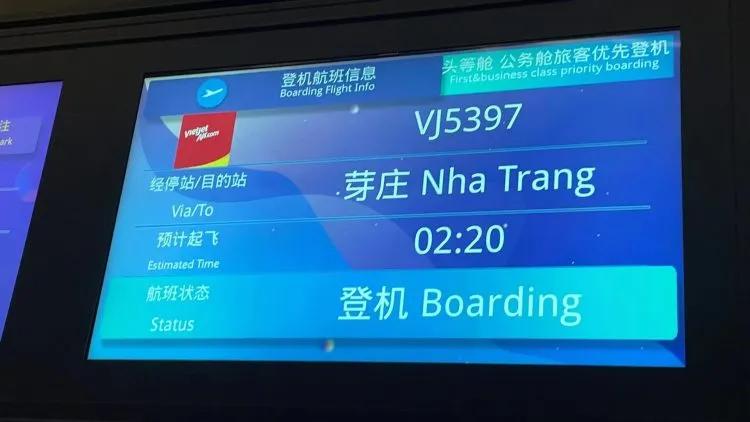 登机航班信息
Boarding Flight Info
头等舱 公务舱旅客优先登机
First&business class priority boarding
vietjet
Air.com
VJ5397
经停站/目的站
Via/To
芽庄 Nha Trang
预计起飞
Estimated Time
02:20
航班状态
Status
登机 Boarding
注
ark